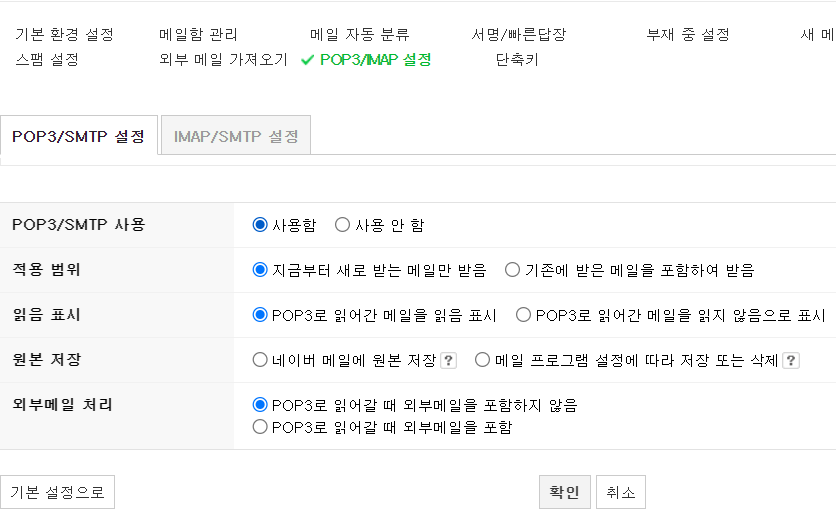 기본 환경 설정 메일함 관리 메일 자동 분류 서명/빠른답장 부재 중 설정 새 메
스팸 설정 외부 메일 가져오기 POP3/IMAP 설정 단축키
POP3/SMTP 설정 IMAP/SMTP 설정
POP3/SMTP 사용 사용함 사용 안 함
적용 범위 지금부터 새로 받는 메일만 받음 기존에 받은 메일을 포함하여 받음
읽음 표시 POP3로 읽어간 메일을 읽음 표시 POP3로 읽어간 메일을 읽지 않음으로 표시
원본 저장 네이버 메일에 원본 저장 ? 메일 프로그램 설정에 따라 저장 또는 삭제 ?
외부메일 처리 POP3로 읽어갈 때 외부메일을 포함하지 않음
POP3로 읽어갈 때 외부메일을 포함
기본 설정으로 확인 취소